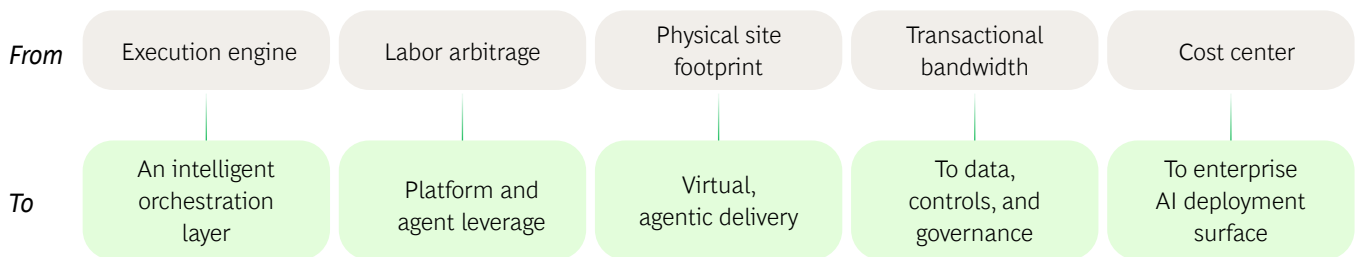 From
Execution engine
Labor arbitrage
Physical site
footprint
Transactional
bandwidth
Cost center
To
An intelligent
orchestration
layer
Platform and
agent leverage
Virtual,
agentic delivery
To data,
controls, and
governance
To enterprise
AI deployment
surface